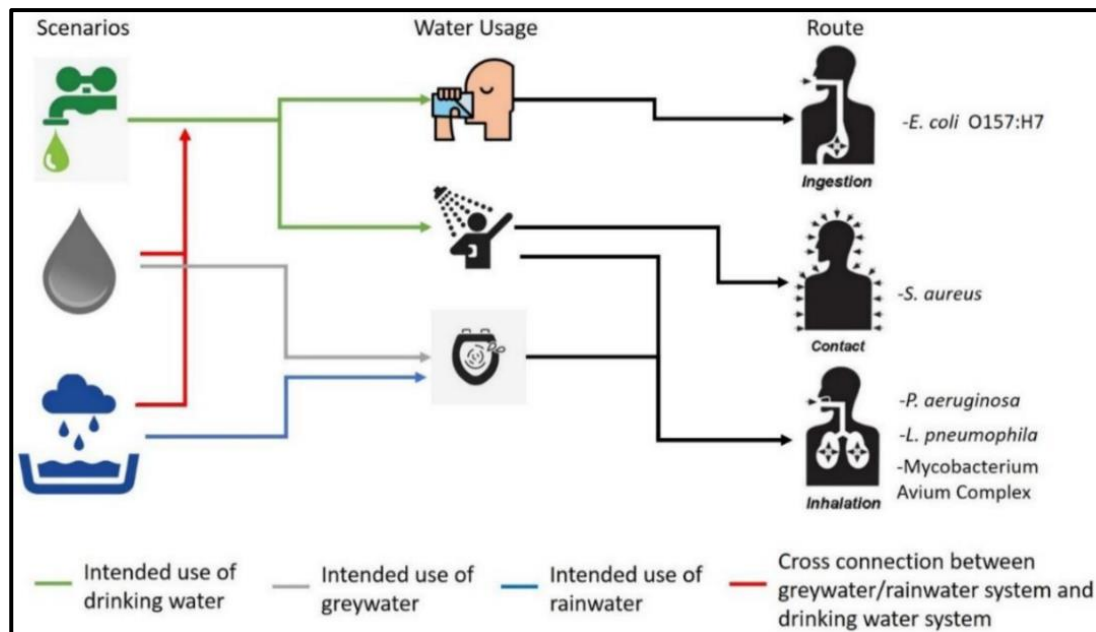 Scenarios
Water Usage
Route
-E. coli O157:H7
Ingestion
-S. aureus
Contact
-P. aeruginosa
-L. pneumophila
-Mycobacterium
Avium Complex
Inhalation
Intended use of
drinking water
Intended use of
greywater
Intended use of
rainwater
Cross connection between
greywater/rainwater system and
drinking water system